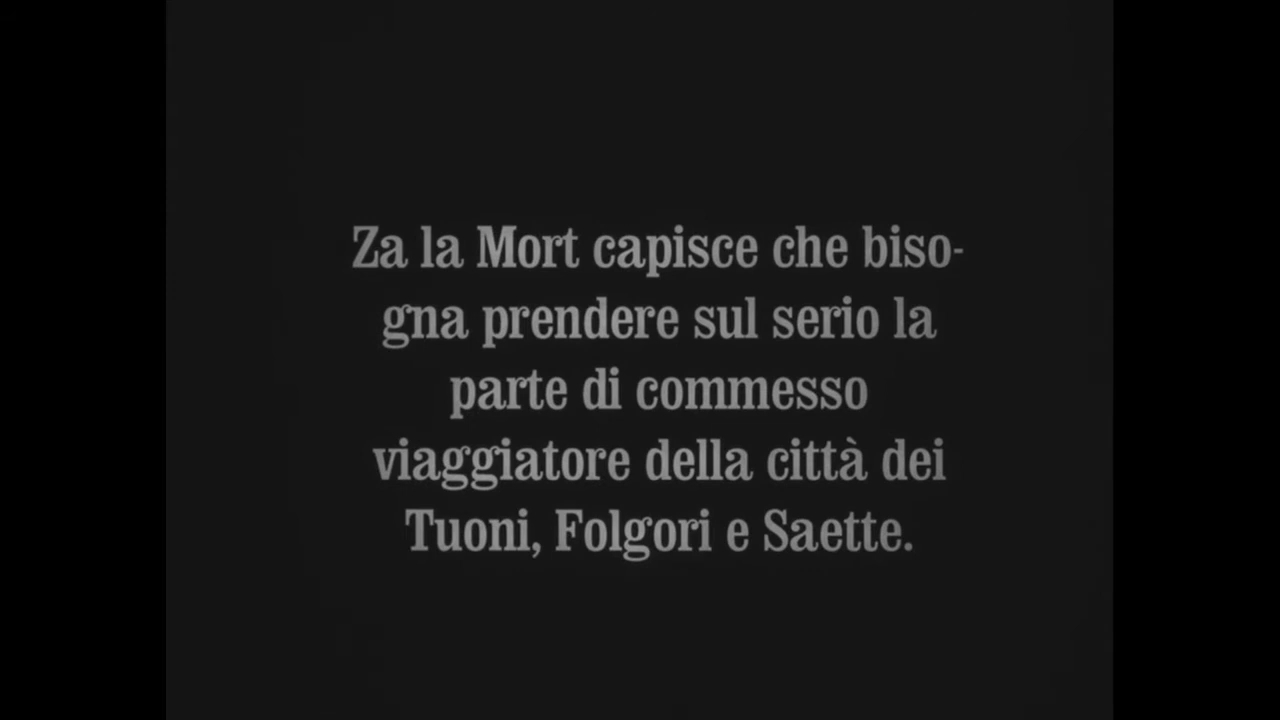 Za la Mort capisce che biso-
gna prendere sul serio la
parte di commesso
viaggiatore della città dei
Tuoni, Folgori e Saette.